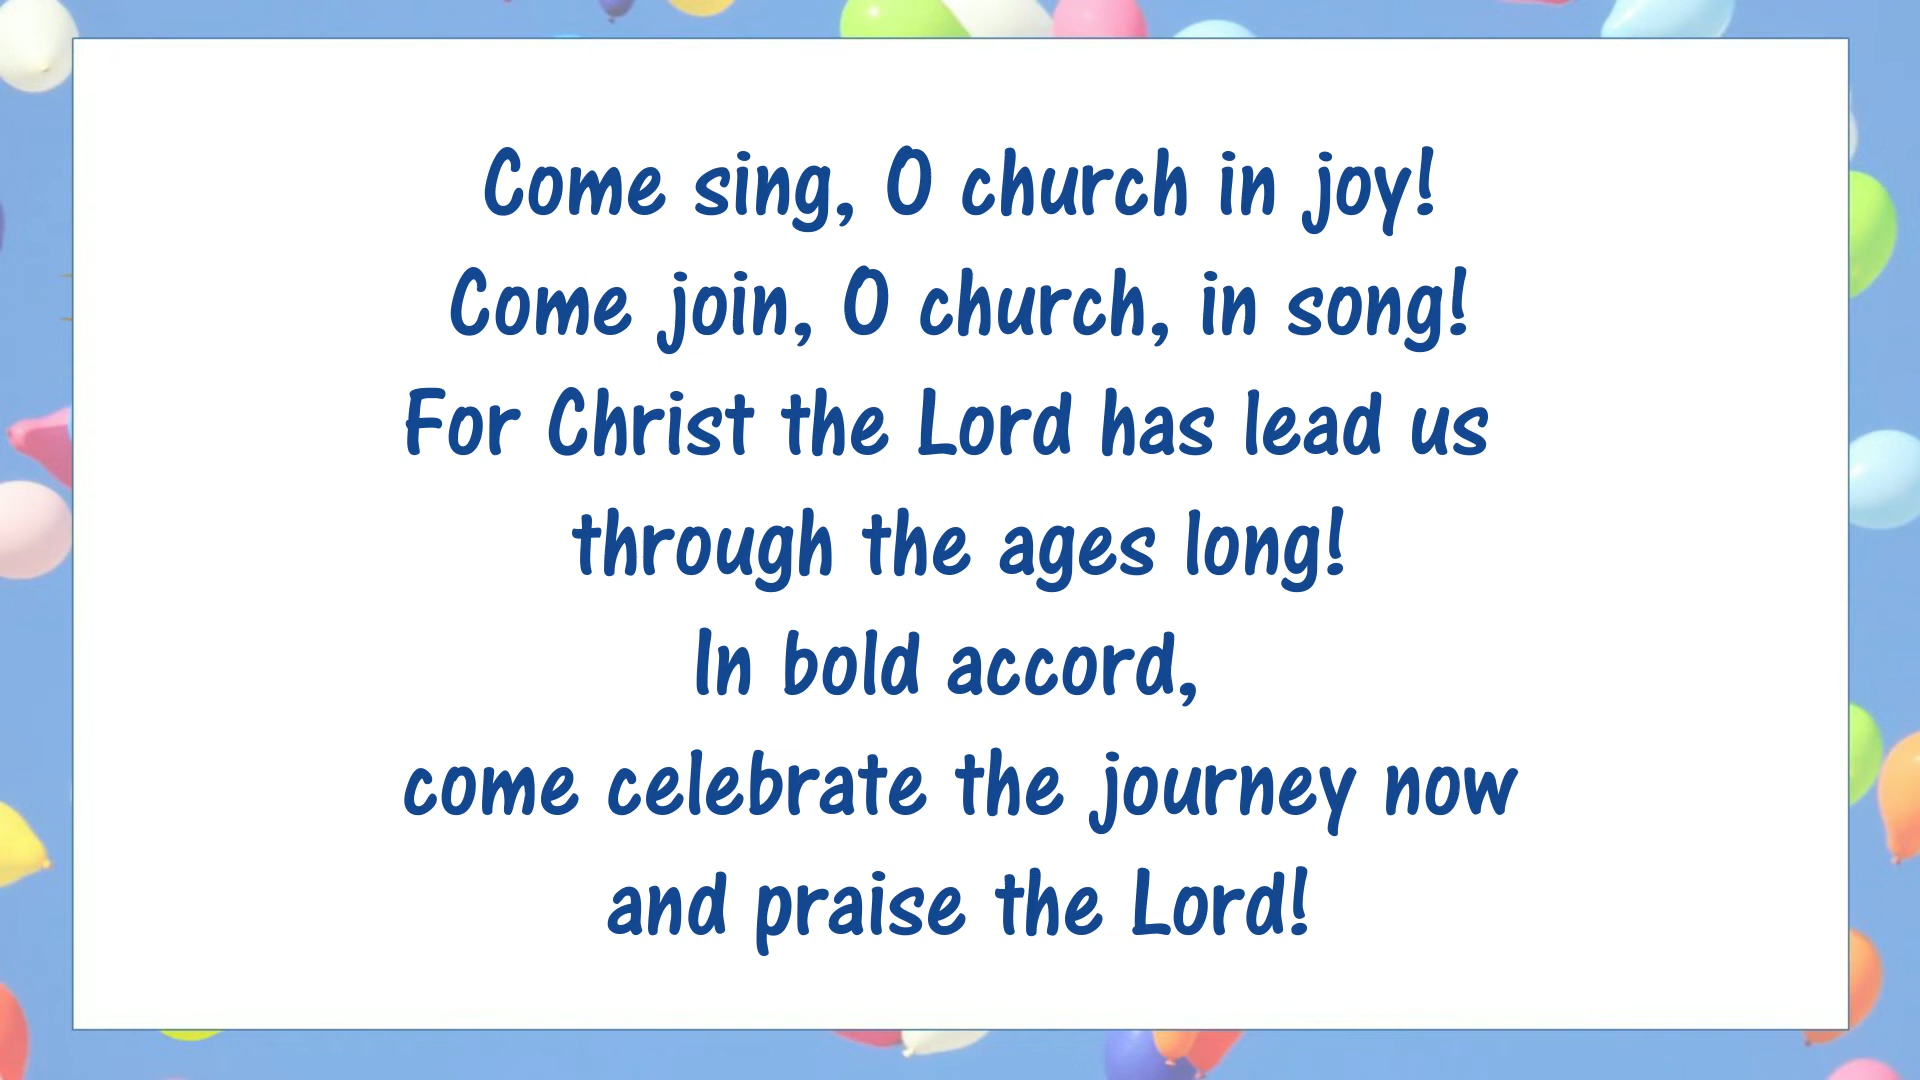 Come sing, O church in joy!
Come join, O church, in song!
For Christ the Lord has lead us
through the ages long!
In bold accord,
come celebrate the journey now
and praise the Lord!